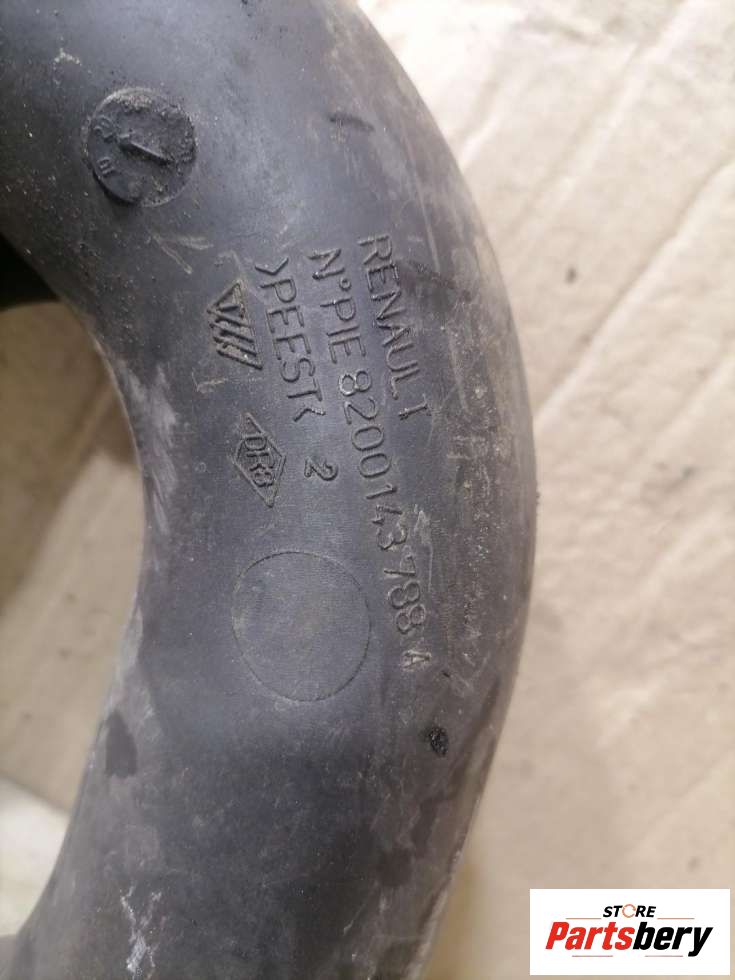 RENAULT
N°PIE 8200143788 A
>PEEST<
2
STORE
Partsbery